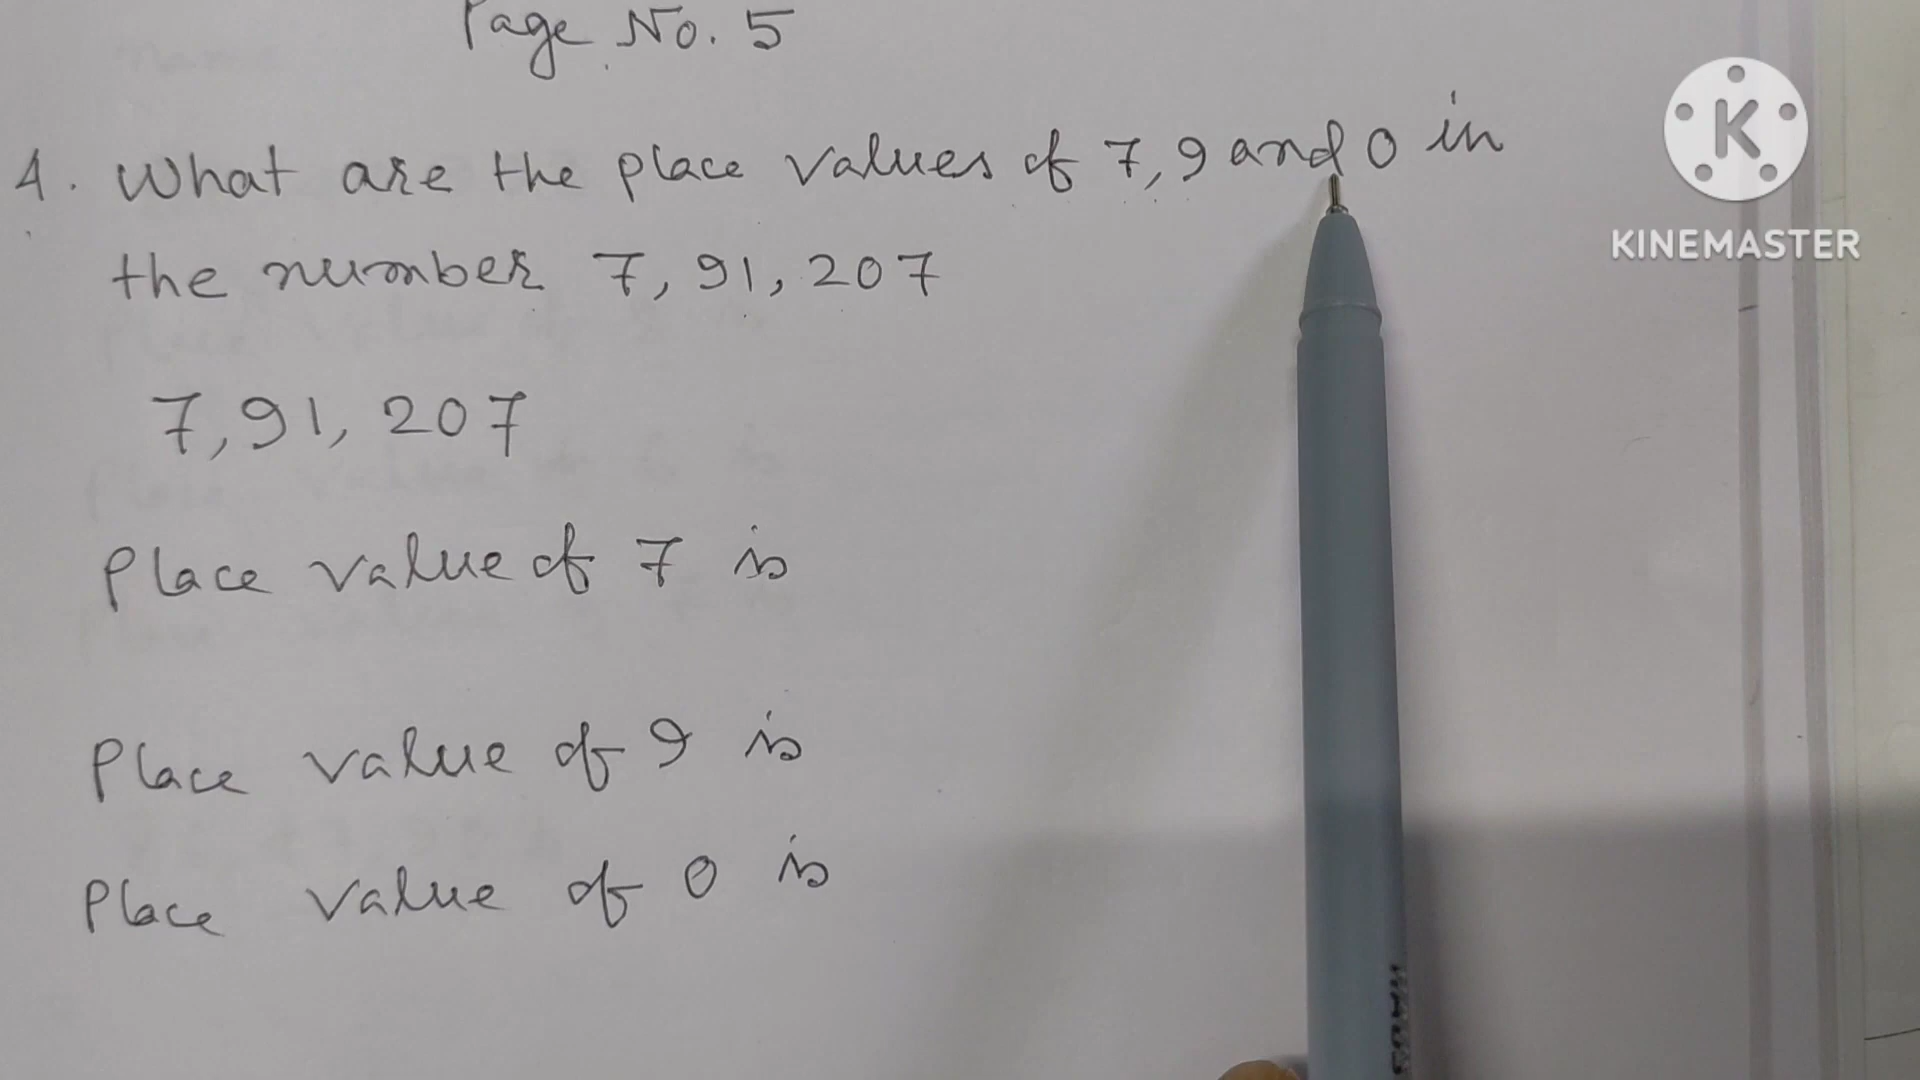 Page No. 5
4. What are the place values of 7, 9 and 0 in
the number 7, 91, 207
7, 91, 207
Place value of 7 is
Place value of 9 is
Place value of 0 is
K
KINEMASTER